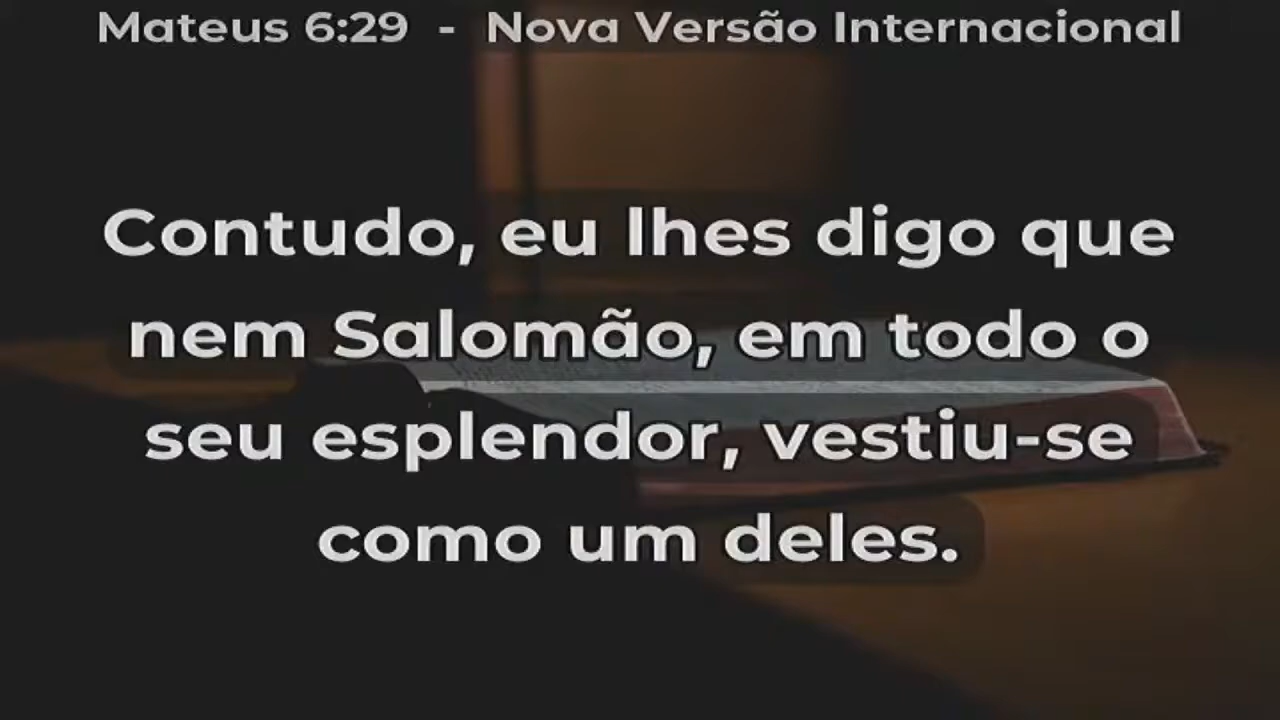 Mateus 6:29 - Nova Versão Internacional
Contudo, eu lhes digo que
nem Salomão, em todo o
seu esplendor, vestiu-se
como um deles.